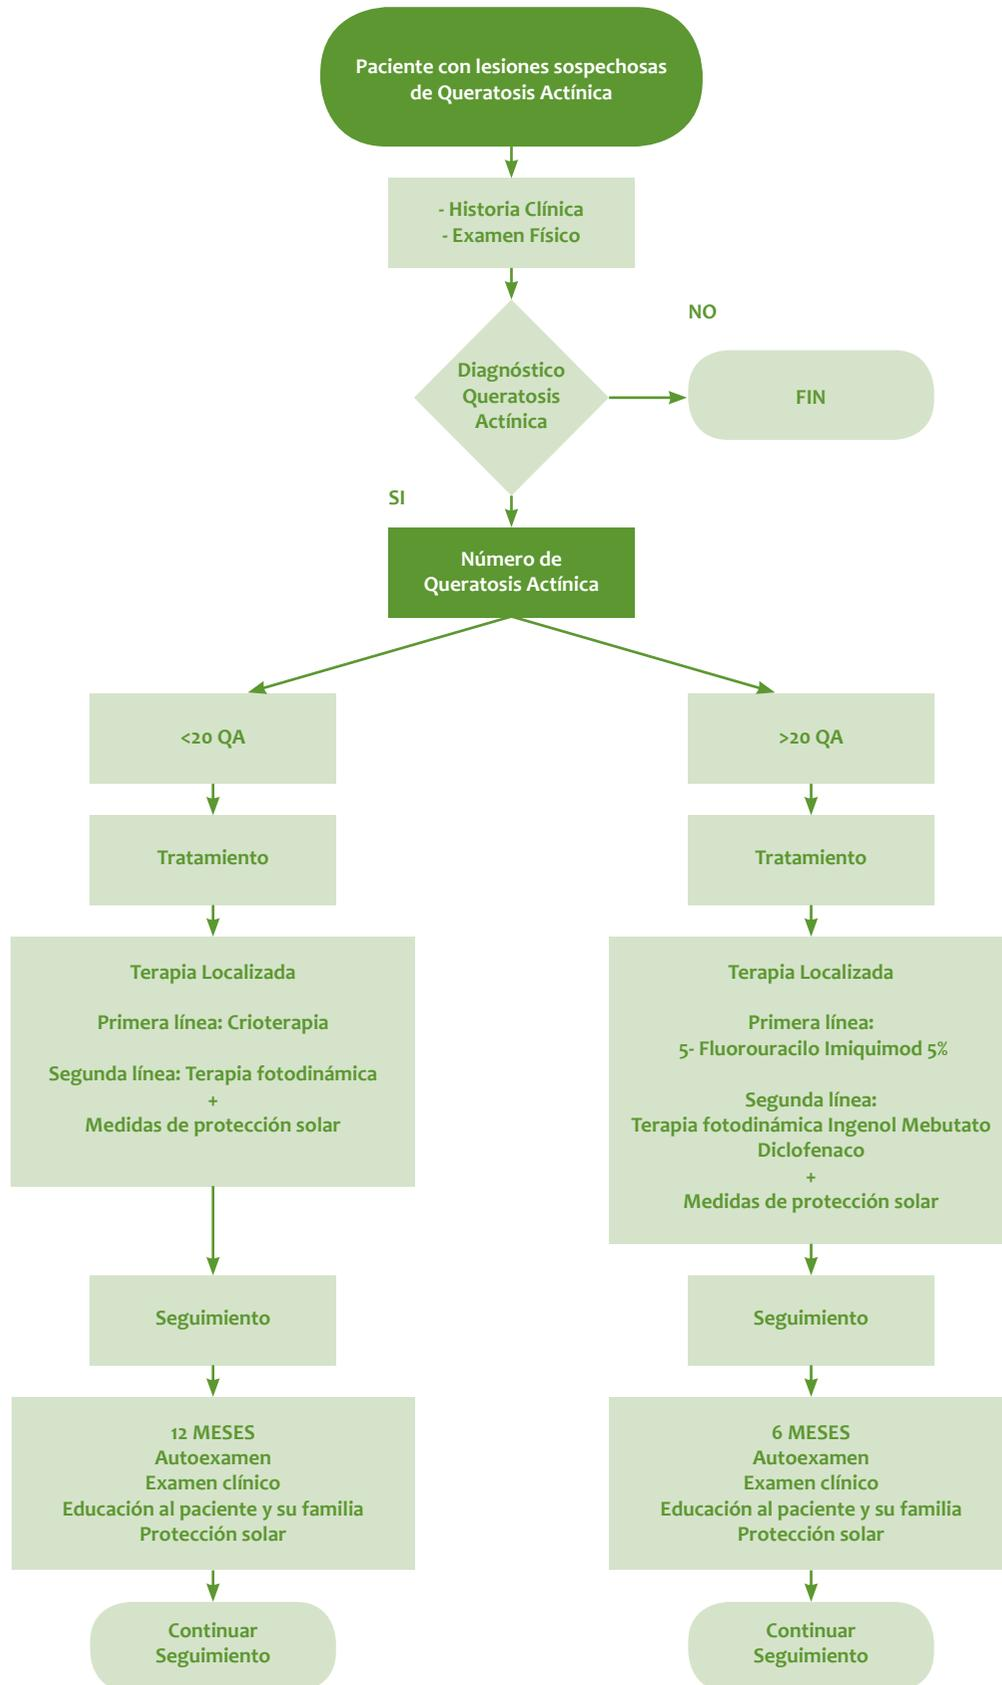 Paciente con lesiones sospechosas
de Queratosis Actínica
- Historia Clínica
- Examen Físico
NO
Diagnóstico
Queratosis
Actínica
FIN
SI
Número de
Queratosis Actínica
<20 QA
>20 QA
Tratamiento
Tratamiento
Terapia Localizada
Primera línea: Crioterapia
Segunda línea: Terapia fotodinámica
+
Medidas de protección solar
Terapia Localizada
Primera línea:
5- Fluorouracilo Imiquimod 5%
Segunda línea:
Terapia fotodinámica Ingenol Mebutato
Diclofenaco
+
Medidas de protección solar
Seguimiento
Seguimiento
12 MESES
Autoexamen
Examen clínico
Educación al paciente y su familia
Protección solar
6 MESES
Autoexamen
Examen clínico
Educación al paciente y su familia
Protección solar
Continuar
Seguimiento
Continuar
Seguimiento